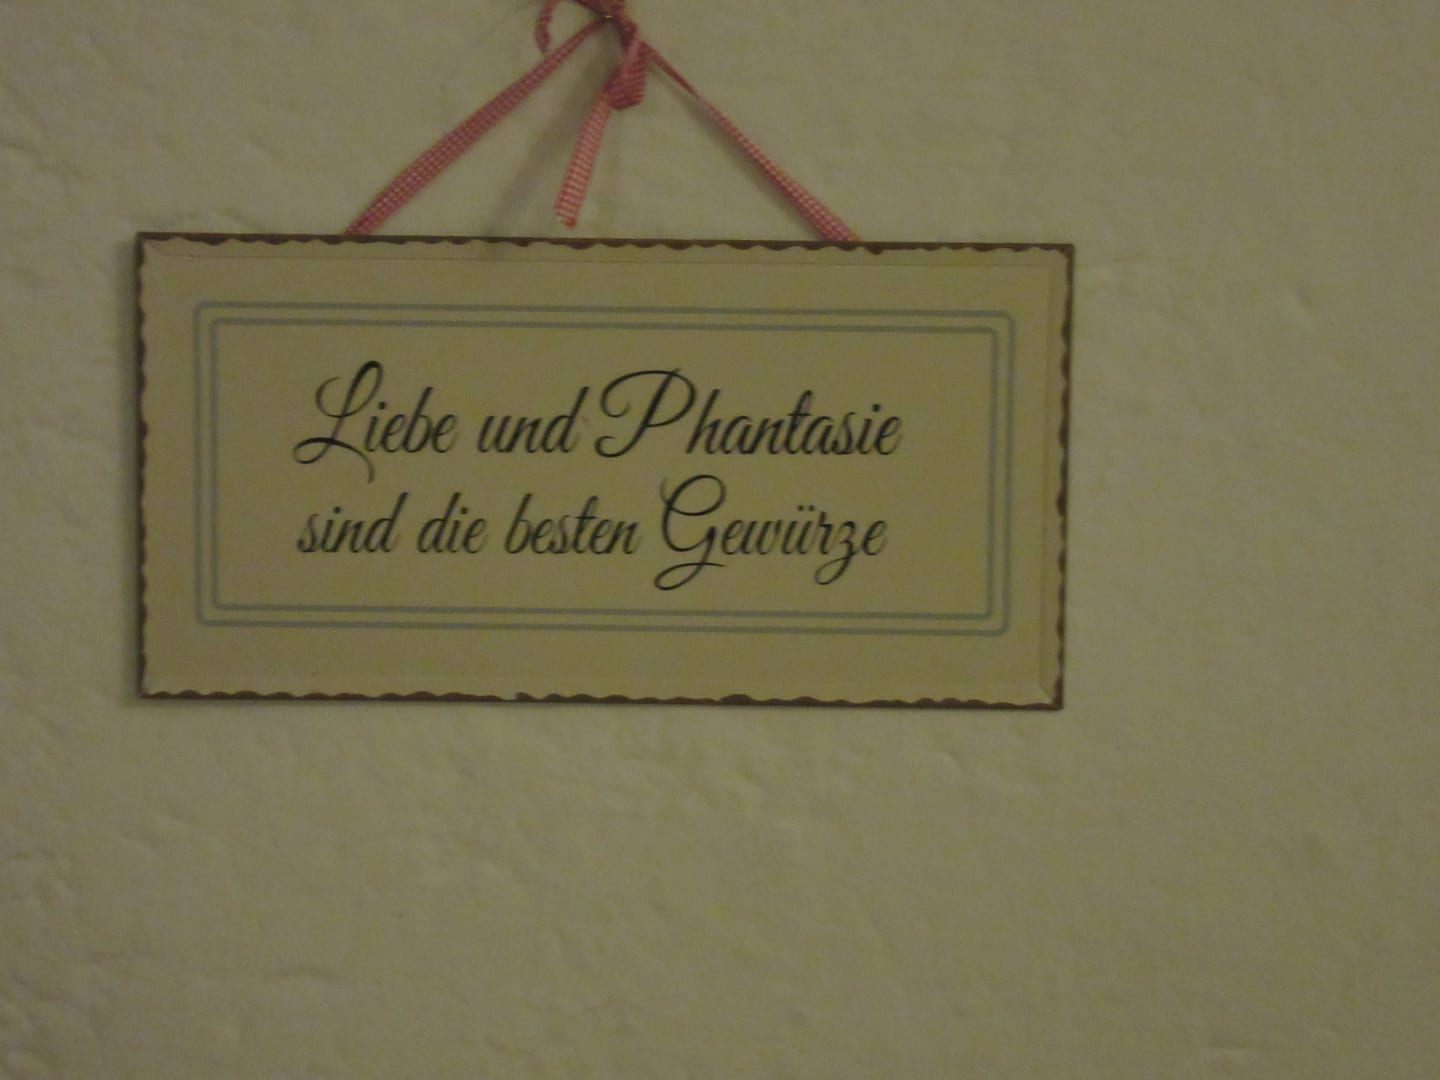 Liebe und Phantasie
sind die besten Gewürze